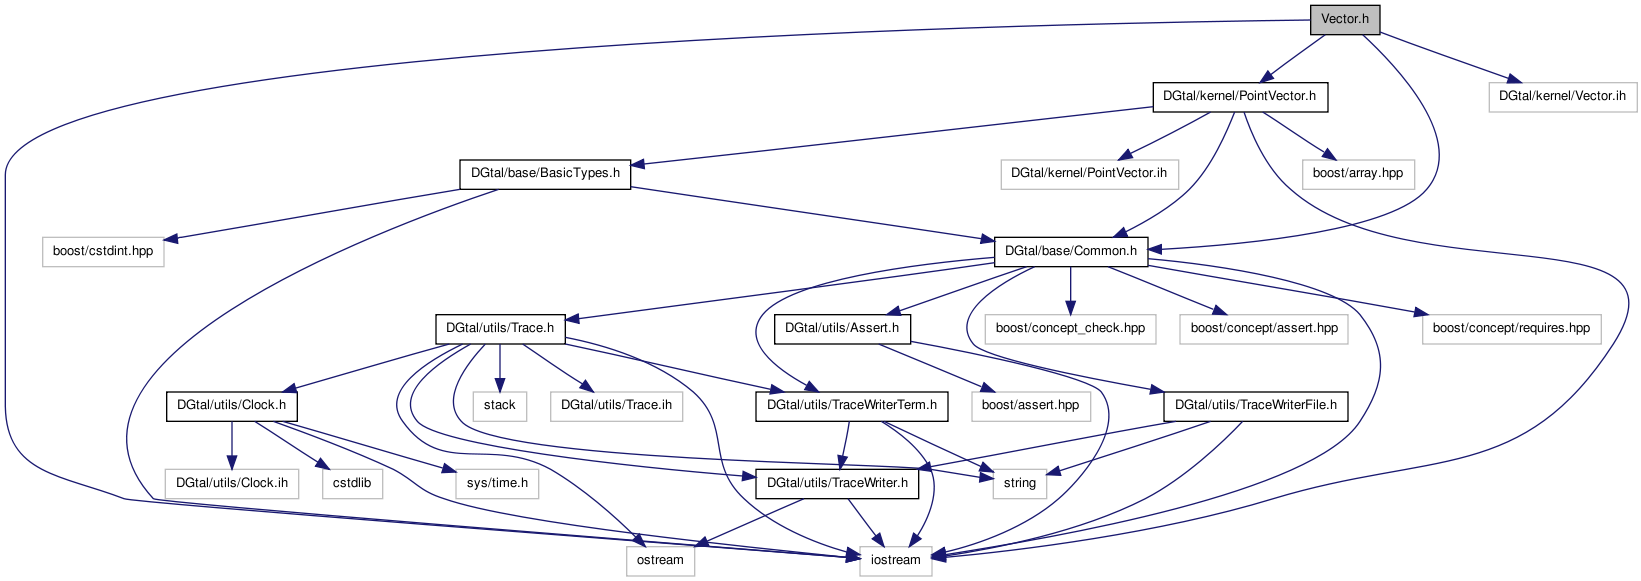 Vector.h
DGtal/kernel/PointVector.h
DGtal/kernel/Vector.ih
DGtal/base/BasicTypes.h
DGtal/kernel/PointVector.ih
boost/array.hpp
boost/cstdint.hpp
DGtal/base/Common.h
DGtal/utils/Trace.h
DGtal/utils/Assert.h
boost/concept_check.hpp
boost/concept/assert.hpp
boost/concept/requires.hpp
DGtal/utils/Clock.h
stack
DGtal/utils/Trace.ih
DGtal/utils/TraceWriterTerm.h
boost/assert.hpp
DGtal/utils/TraceWriterFile.h
DGtal/utils/Clock.ih
cstdlib
sys/time.h
DGtal/utils/TraceWriter.h
string
ostream
iostream